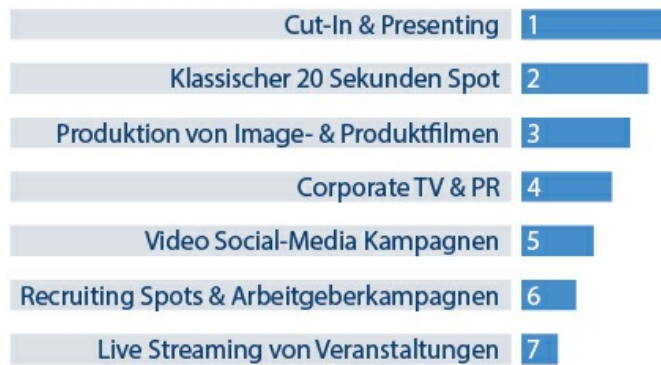 Cut-In & Presenting 1
Klassischer 20 Sekunden Spot 2
Produktion von Image- & Produktfilmen 3
Corporate TV & PR 4
Video Social-Media Kampagnen 5
Recruiting Spots & Arbeitgeberkampagnen 6
Live Streaming von Veranstaltungen 7